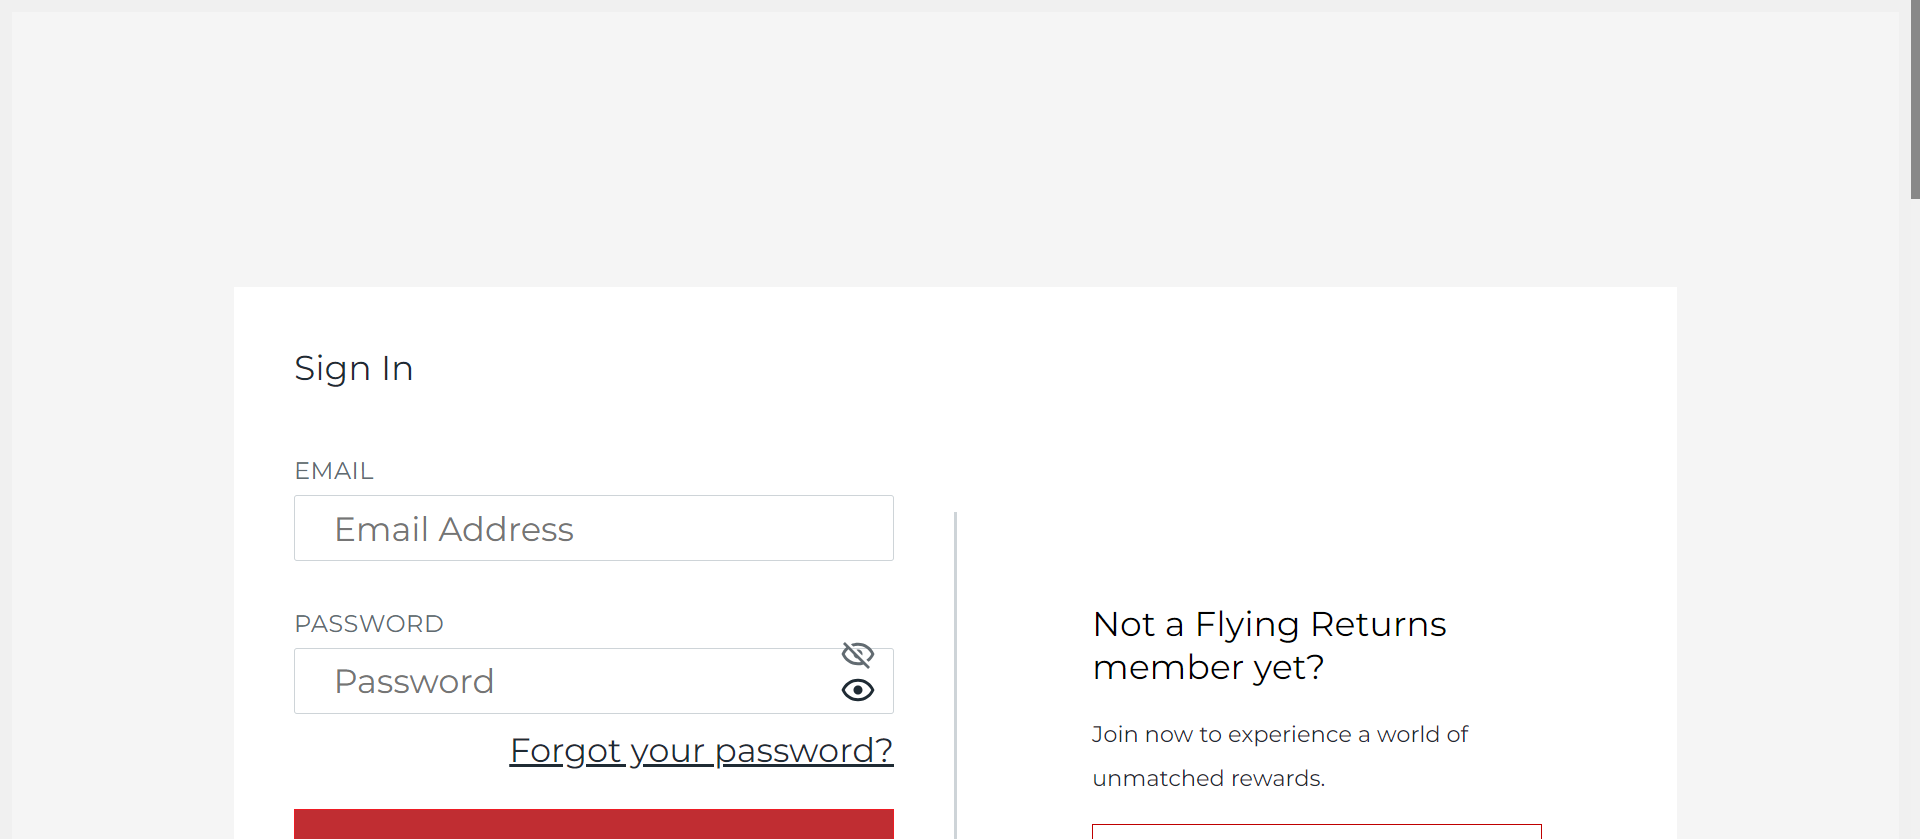 Sign In
EMAIL
Email Address
PASSWORD
Password
Forgot your password?
Not a Flying Returns
member yet?
Join now to experience a world of
unmatched rewards.